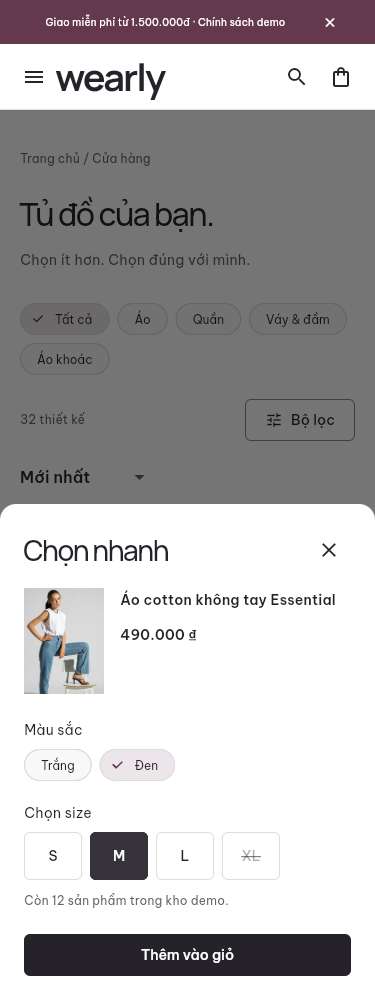 Giao miễn phí từ 1.500.000đ · Chính sách demo
wearly
Trang chủ / Cửa hàng
Tủ đồ của bạn.
Chọn ít hơn. Chọn đúng với mình.
Tất cả
Áo
Quần
Váy & đầm
Áo khoác
32 thiết kế
Bộ lọc
Mới nhất
Chọn nhanh
Áo cotton không tay Essential
490.000 ₫
Màu sắc
Trắng
Đen
Chọn size
S
M
L
XL
Còn 12 sản phẩm trong kho demo.
Thêm vào giỏ